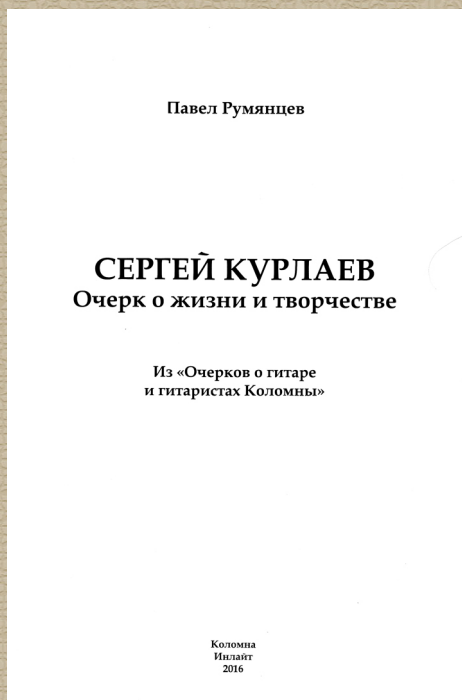 Павел Румянцев
СЕРГЕЙ КУРЛАЕВ
Очерк о жизни и творчестве
Из «Очерков о гитаре
и гитаристах Коломны»
Коломна
Инлайт
2016